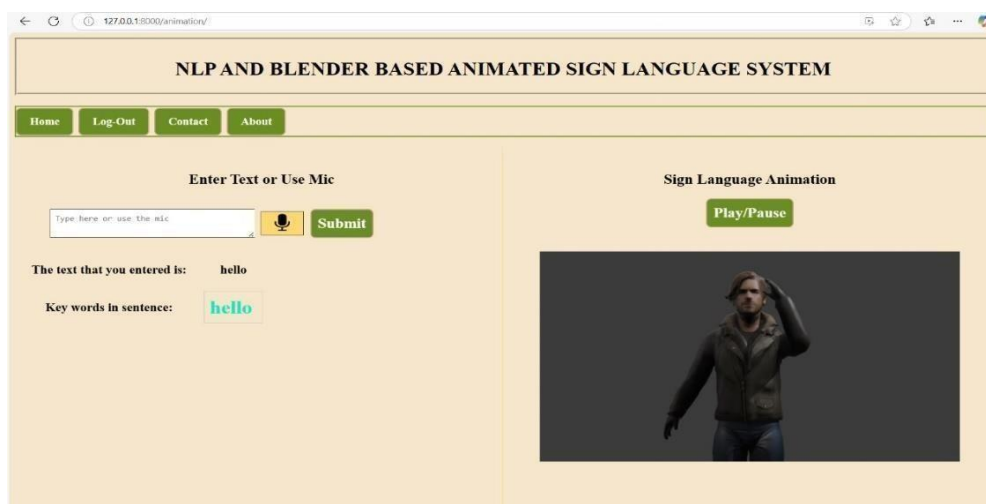 127.0.0.1:8000/animation/
NLP AND BLENDER BASED ANIMATED SIGN LANGUAGE SYSTEM
Home Log-Out Contact About
Enter Text or Use Mic
Type here or use the mic
Submit
The text that you entered is: hello
Key words in sentence: hello
Sign Language Animation
Play/Pause